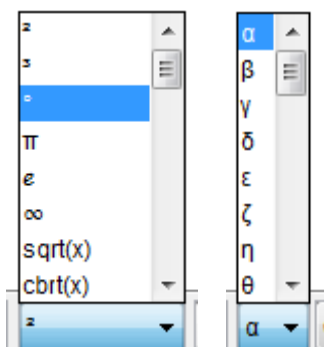 ²
³
°
π
ℯ
∞
sqrt(x)
cbrt(x)
²
α
β
γ
δ
ε
ζ
η
θ
α